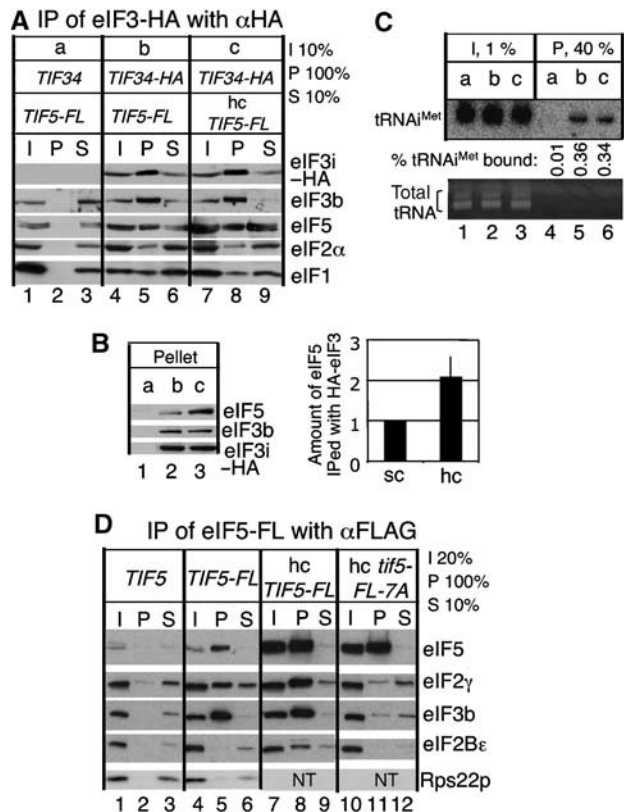 A IP of eIF3-HA with αHA
a b c
I 10%
P 100%
S 10%
TIF34 TIF34-HA TIF34-HA
TIF5-FL TIF5-FL hc TIF5-FL
I P S I P S I P S
eIF3i
–HA
eIF3b
eIF5
eIF2α
eIF1
1 2 3 4 5 6 7 8 9
C
I, 1 % P, 40 %
a b c a b c
tRNAiMet
% tRNAiMet bound: 0.01 0.36 0.34
Total
tRNA
1 2 3 4 5 6
B
Pellet
a b c
eIF5
eIF3b
eIF3i
–HA
1 2 3
Amount of eIF5
IPed with HA-eIF3
3
2
1
0
sc hc
D IP of eIF5-FL with αFLAG
TIF5 TIF5-FL hc TIF5-FL hc tif5-FL-7A
I 20%
P 100%
S 10%
I P S I P S I P S I P S
eIF5
eIF2γ
eIF3b
eIF2Bε
NT NT Rps22p
1 2 3 4 5 6 7 8 9 10 11 12